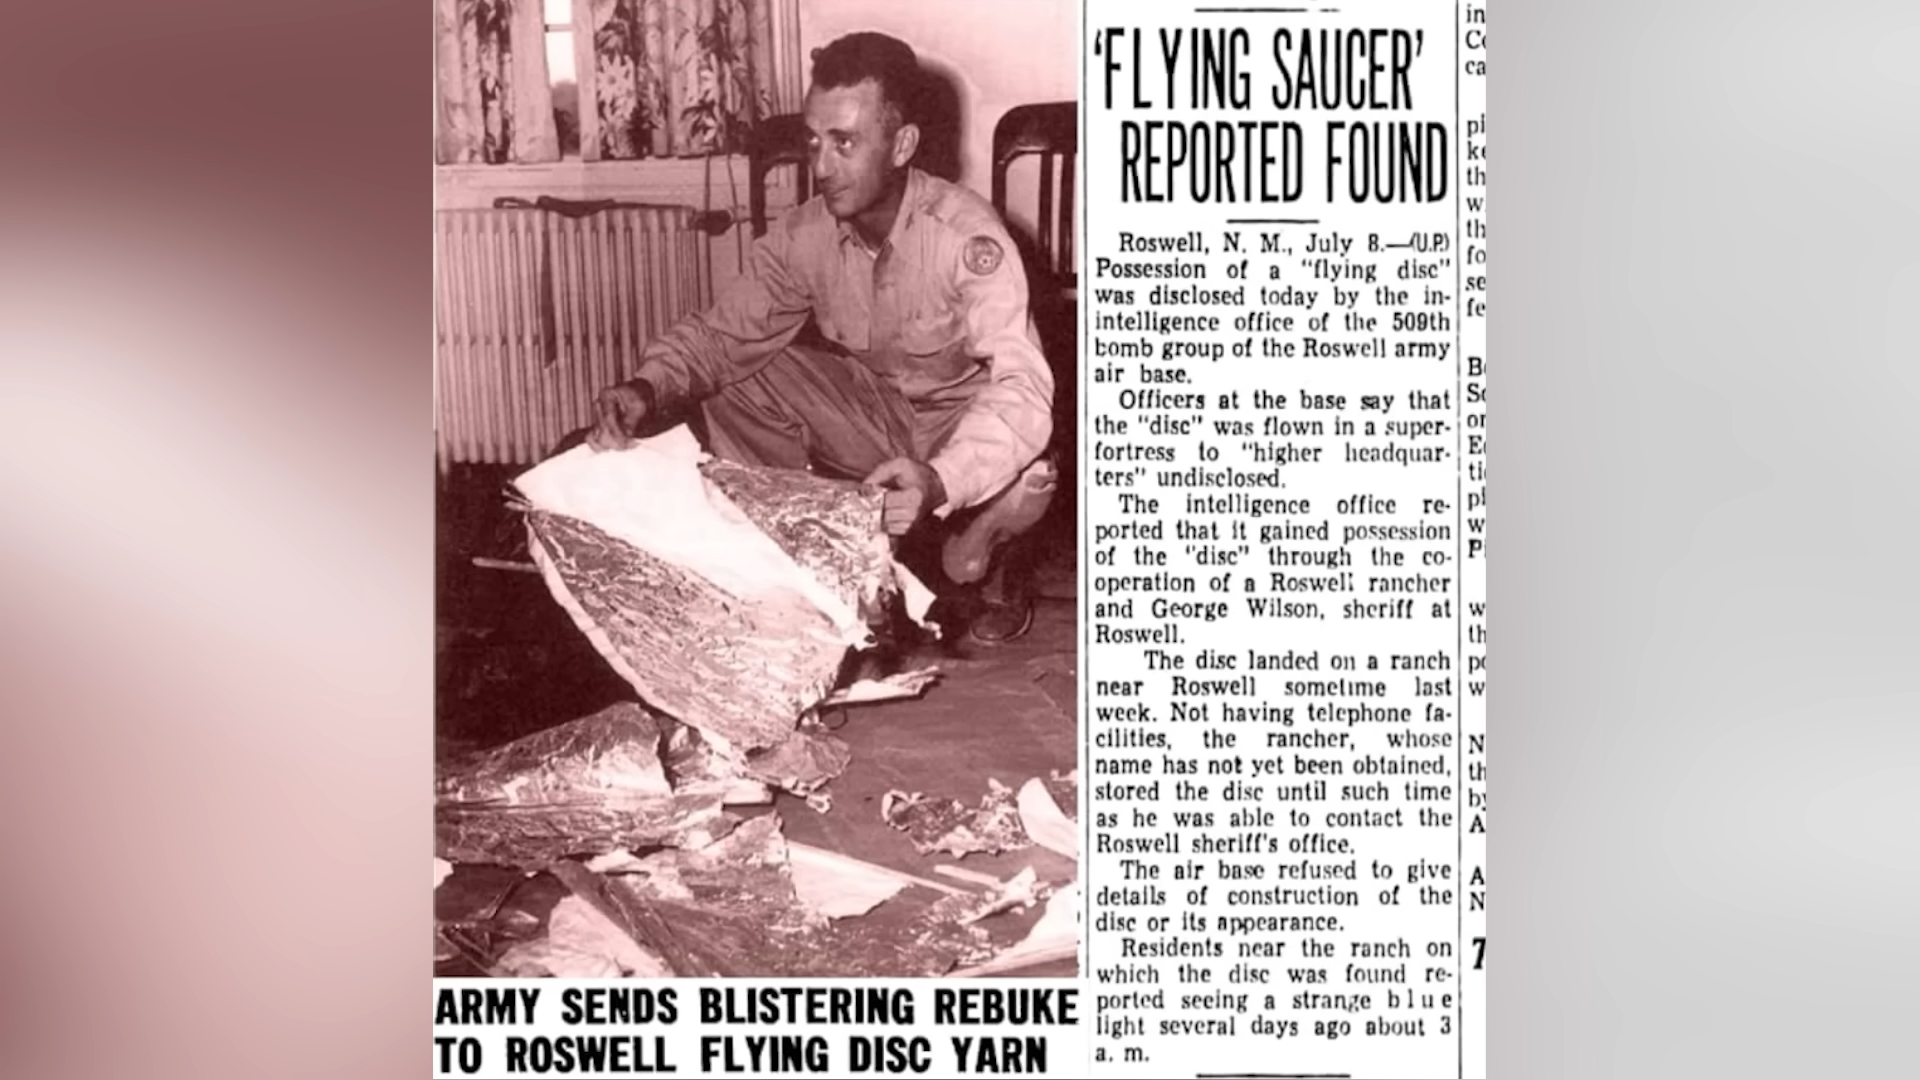 ARMY SENDS BLISTERING REBUKE
TO ROSWELL FLYING DISC YARN
'FLYING SAUCER'
REPORTED FOUND
Roswell, N. M., July 8.—(U.P.)
Possession of a "flying disc"
was disclosed today by the in-
intelligence office of the 509th
bomb group of the Roswell army
air base.
Officers at the base say that
the "disc" was flown in a super-
fortress to "higher headquar-
ters" undisclosed.
The intelligence office re-
ported that it gained possession
of the "disc" through the co-
operation of a Roswell rancher
and George Wilson, sheriff at
Roswell.
The disc landed on a ranch
near Roswell sometime last
week. Not having telephone fa-
cilities, the rancher, whose
name has not yet been obtained,
stored the disc until such time
as he was able to contact the
Roswell sheriff's office.
The air base refused to give
details of construction of the
disc or its appearance.
Residents near the ranch on
which the disc was found re-
ported seeing a strange blue
light several days ago about 3
a. m.